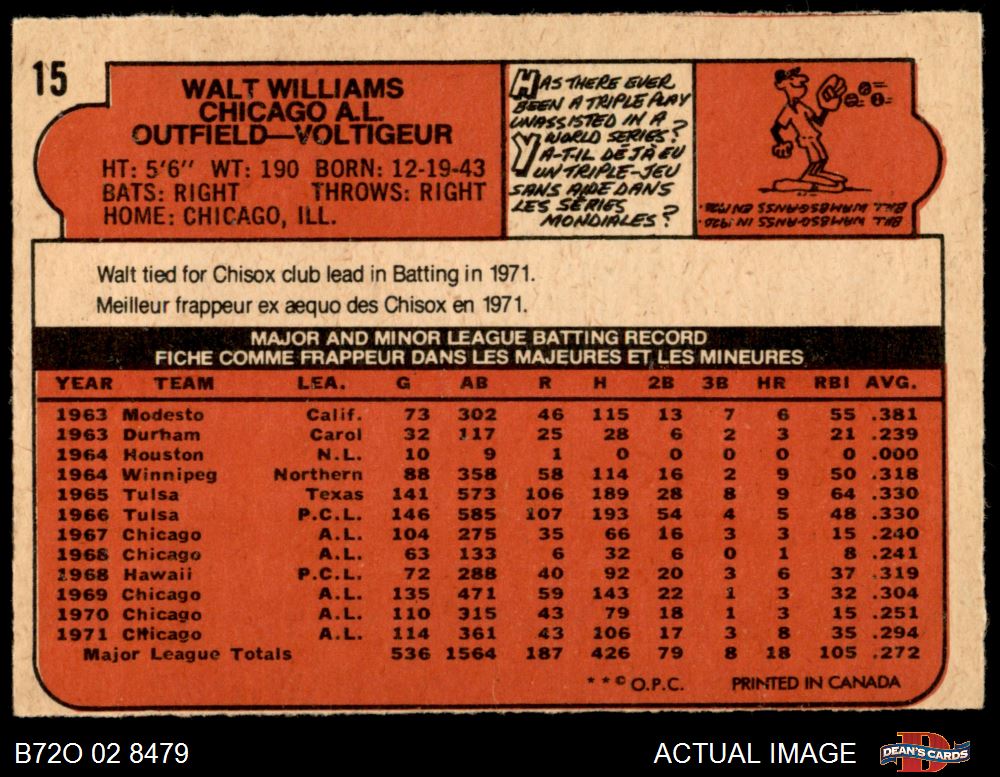 15
WALT WILLIAMS
CHICAGO A.L.
OUTFIELD—VOLTIGEUR
HT: 5'6'' WT: 190 BORN: 12-19-43
BATS: RIGHT THROWS: RIGHT
HOME: CHICAGO, ILL.
HAS THERE EVER
BEEN A TRIPLE PLAY
UNASSISTED IN A
WORLD SERIES?
Y A-T-IL DÉJÀ EU
UN TRIPLE-JEU
SANS AIDE DANS
LES SÉRIES
MONDIALES?
BILL WAMBSGANSS IN 1920
BILL WAMBSGANSS EN 1920
Walt tied for Chisox club lead in Batting in 1971.
Meilleur frappeur ex æquo des Chisox en 1971.
MAJOR AND MINOR LEAGUE BATTING RECORD
FICHE COMME FRAPPEUR DANS LES MAJEURES ET LES MINEURES
YEAR TEAM LEA. G AB R H 2B 3B HR RBI AVG.
1963 Modesto Calif. 73 302 46 115 13 7 6 55 .381
1963 Durham Carol 32 117 25 28 6 2 3 21 .239
1964 Houston N.L. 10 9 1 0 0 0 0 0 .000
1964 Winnipeg Northern 88 358 58 114 16 2 9 50 .318
1965 Tulsa Texas 141 573 106 189 28 8 9 64 .330
1966 Tulsa P.C.L. 146 585 107 193 54 4 5 48 .330
1967 Chicago A.L. 104 275 35 66 16 3 3 15 .240
1968 Chicago A.L. 63 133 6 32 6 0 1 8 .241
1968 Hawaii P.C.L. 72 288 40 92 20 3 6 37 .319
1969 Chicago A.L. 135 471 59 143 22 1 3 32 .304
1970 Chicago A.L. 110 315 43 79 18 1 3 15 .251
1971 Chicago A.L. 114 361 43 106 17 3 8 35 .294
Major League Totals 536 1564 187 426 79 8 18 105 .272
**© O.P.C. PRINTED IN CANADA
B72O 02 8479
ACTUAL IMAGE
DEAN'S CARDS